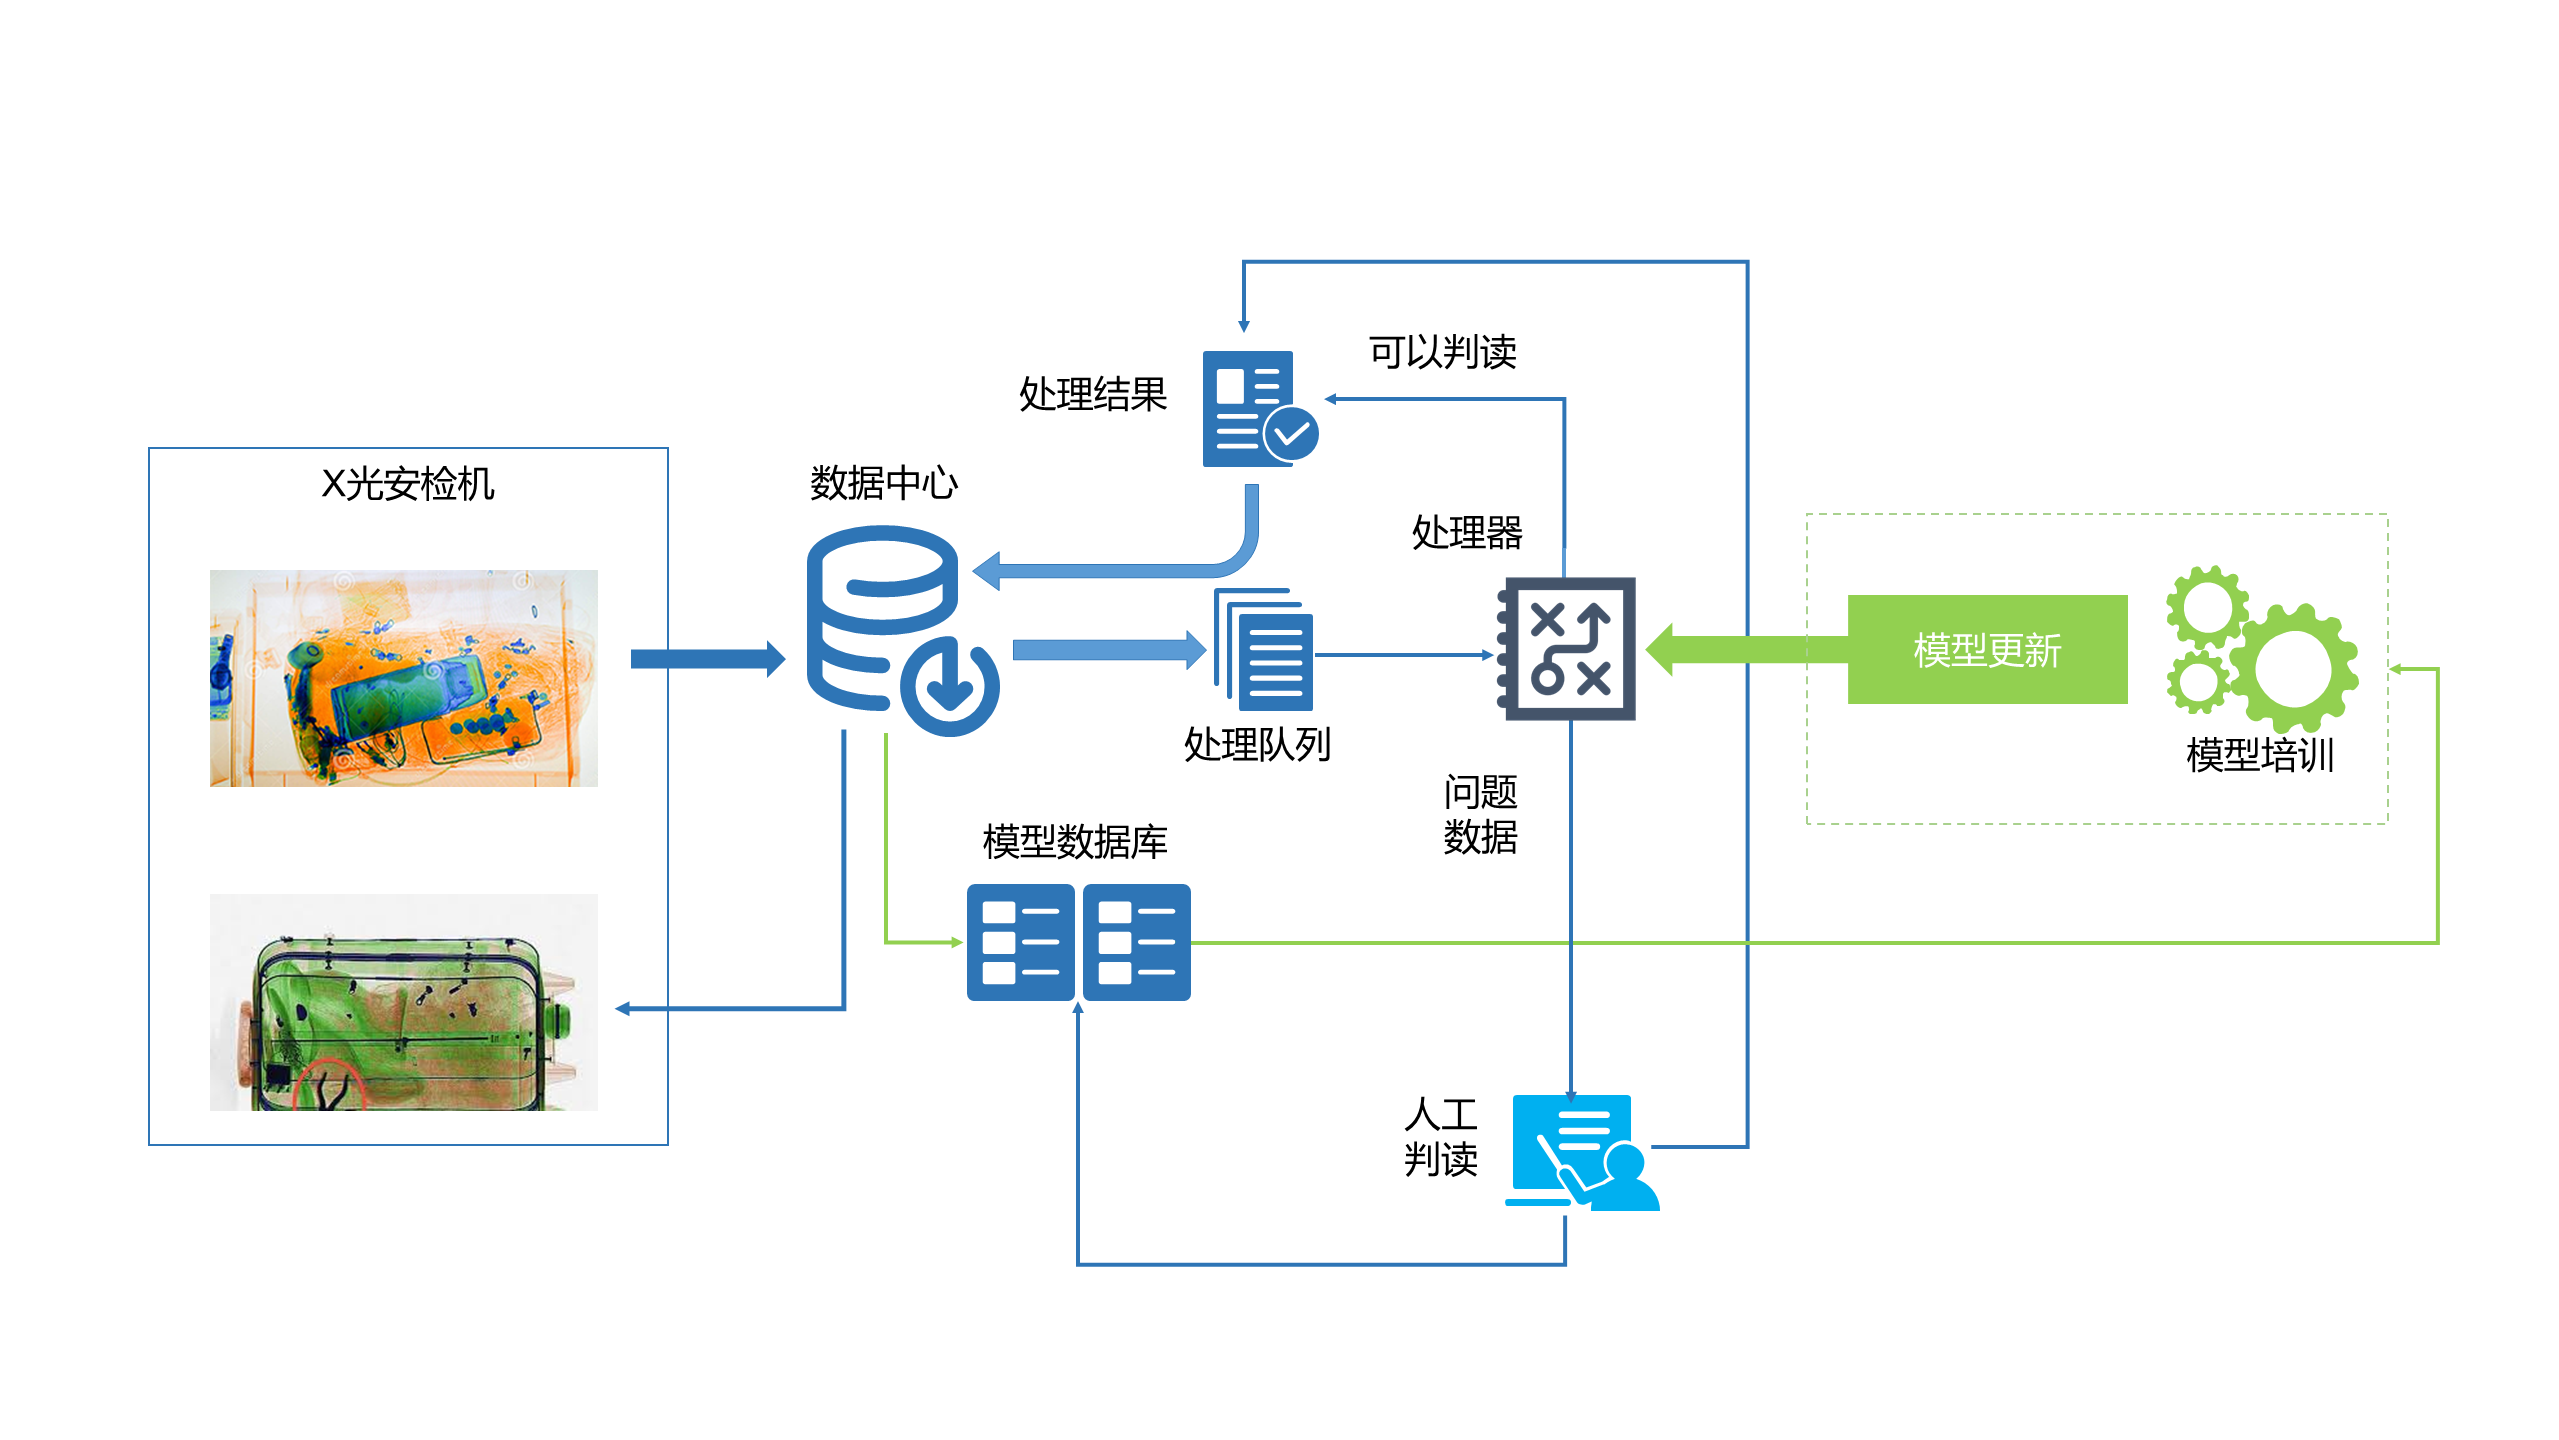 可以判读
处理结果
X光安检机
数据中心
处理器
模型更新
处理队列
模型培训
问题
数据
模型数据库
人工
判读